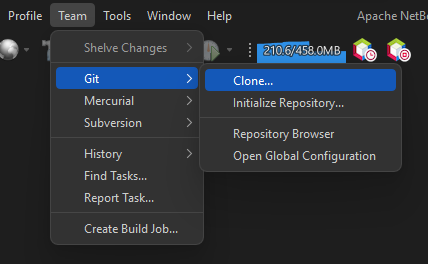 Profile Team Tools Window Help Apache NetB
Shelve Changes
210.6/458.0MB
Git
Clone...
Mercurial
Initialize Repository...
Subversion
Repository Browser
History
Open Global Configuration
Find Tasks...
Report Task...
Create Build Job...